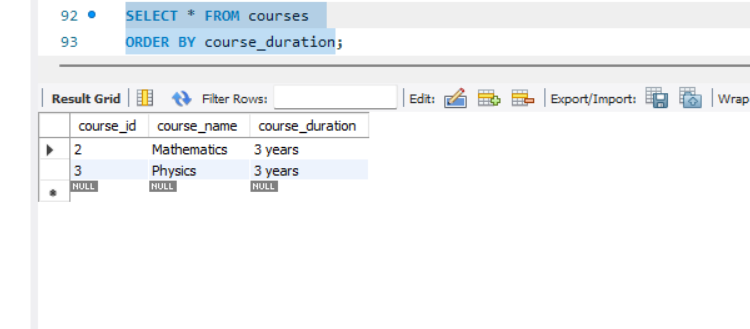 92 SELECT * FROM courses
93 ORDER BY course_duration;
Result Grid Filter Rows: Edit: Export/Import: Wrap
course_id course_name course_duration
2 Mathematics 3 years
3 Physics 3 years
NULL NULL NULL